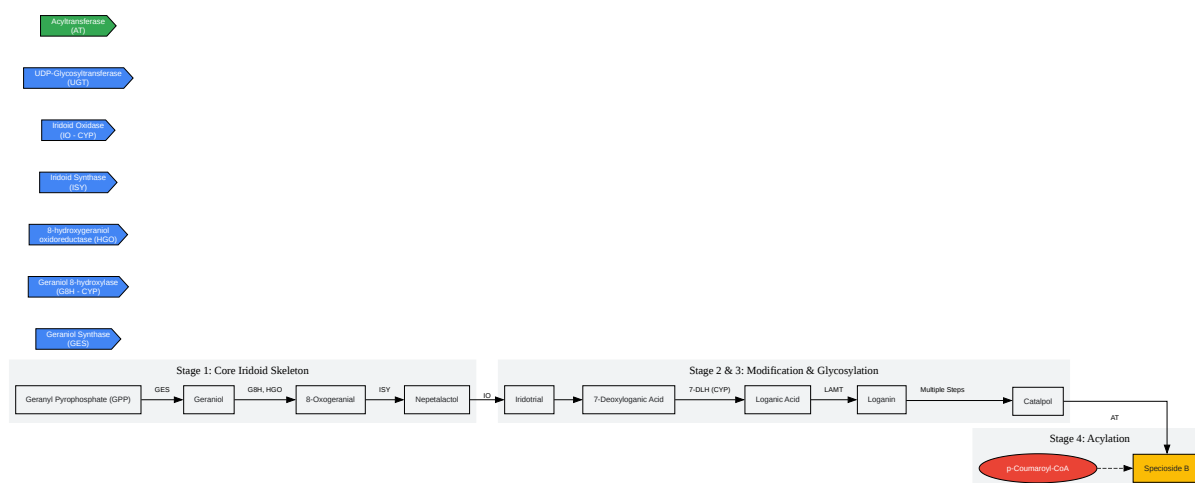 Acyltransferase
(AT)
UDP-Glycosyltransferase
(UGT)
Iridoid Oxidase
(IO - CYP)
Iridoid Synthase
(ISY)
8-hydroxygeraniol
oxidoreductase (HGO)
Geraniol 8-hydroxylase
(G8H - CYP)
Geraniol Synthase
(GES)
Stage 1: Core Iridoid Skeleton
Geranyl Pyrophosphate (GPP)
GES
Geraniol
G8H, HGO
8-Oxogeranial
ISY
Nepetalactol
IO
Stage 2 & 3: Modification & Glycosylation
Iridotrial
7-Deoxyloganic Acid
7-DLH (CYP)
Loganic Acid
LAMT
Loganin
Multiple Steps
Catalpol
AT
Stage 4: Acylation
p-Coumaroyl-CoA
Specioside B